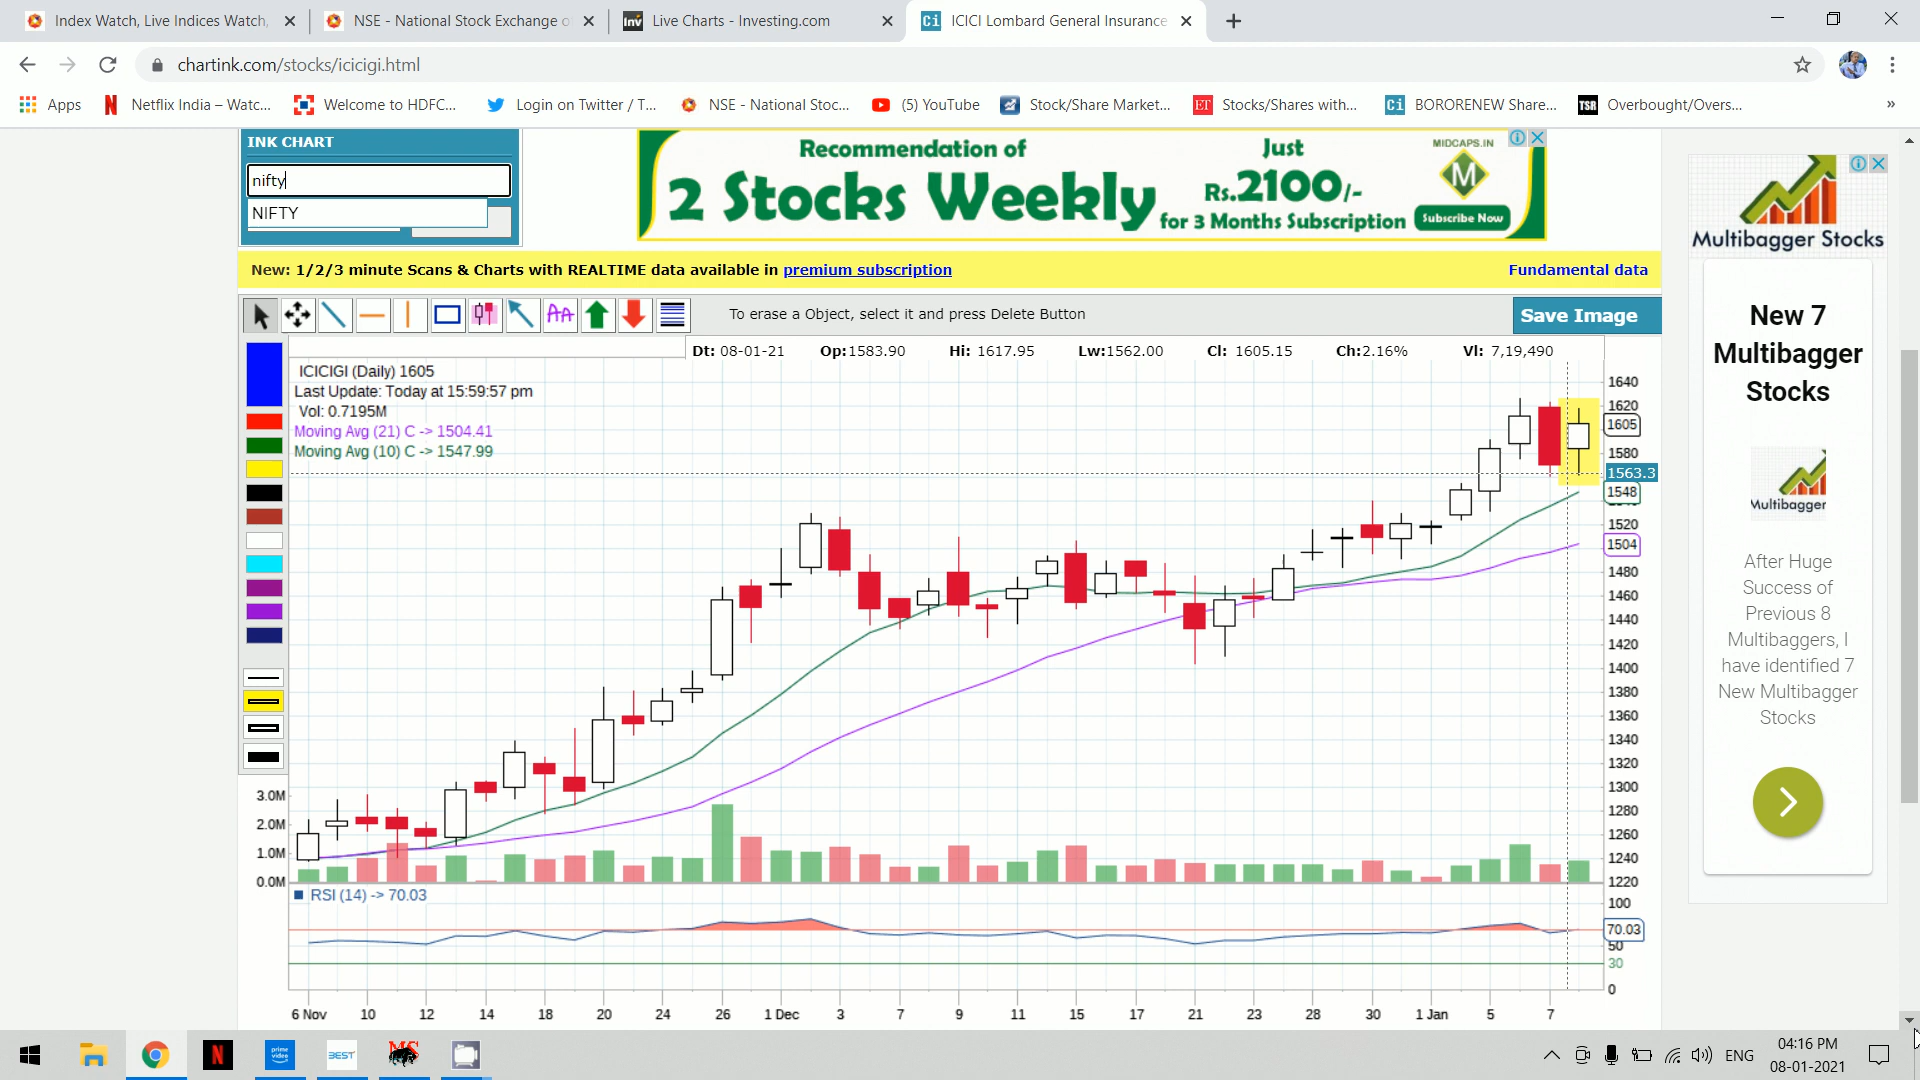 Index Watch, Live Indices Watch,
NSE - National Stock Exchange o
Live Charts - Investing.com
ICICI Lombard General Insurance
chartink.com/stocks/icicigi.html
Apps
Netflix India – Watc...
Welcome to HDFC...
Login on Twitter / T...
NSE - National Stoc...
(5) YouTube
Stock/Share Market...
Stocks/Shares with...
BORORENEW Share...
Overbought/Overs...
INK CHART
nifty
NIFTY
Recommendation of
2 Stocks Weekly
Just
Rs.2100/-
for 3 Months Subscription
MIDCAPS.IN
M
Subscribe Now
New: 1/2/3 minute Scans & Charts with REALTIME data available in premium subscription
Fundamental data
To erase a Object, select it and press Delete Button
Save Image
Dt: 08-01-21 Op:1583.90 Hi: 1617.95 Lw:1562.00 Cl: 1605.15 Ch:2.16% Vl: 7,19,490
ICICIGI (Daily) 1605
Last Update: Today at 15:59:57 pm
Vol: 0.7195M
Moving Avg (21) C -> 1504.41
Moving Avg (10) C -> 1547.99
1640
1620
1605
1580
1563.3
1548
1520
1504
1480
1460
1440
1420
1400
1380
1360
1340
1320
1300
1280
1260
1240
1220
3.0M
2.0M
1.0M
0.0M
RSI (14) -> 70.03
100
70.03
50
30
0
6 Nov 10 12 14 18 20 24 26 1 Dec 3 7 9 11 15 17 21 23 28 30 1 Jan 5 7
Multibagger Stocks
New 7
Multibagger
Stocks
Multibagger
After Huge
Success of
Previous 8
Multibaggers, I
have identified 7
New Multibagger
Stocks
prime video
BEST
MS
ENG
04:16 PM
08-01-2021